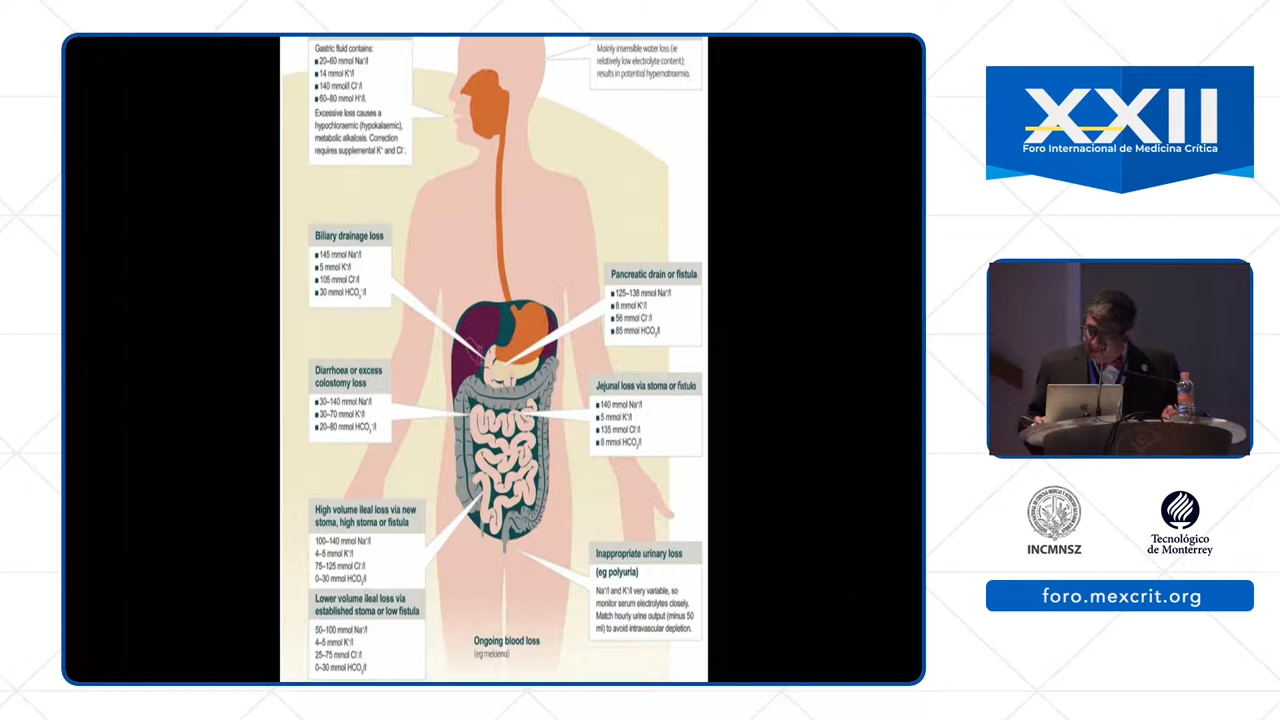 Gastric fluid contains:
■ 20–60 mmol Na⁺/l
■ 14 mmol K⁺/l
■ 140 mmol/l Cl⁻/l
■ 60–80 mmol H⁺/l.
Excessive loss causes a
hypochloraemic (hypokalaemic),
metabolic alkalosis. Correction
requires supplemental K⁺ and Cl⁻.
Mainly insensible water loss (ie
relatively low electrolyte content);
results in potential hypernatraemia.
Biliary drainage loss
■ 145 mmol Na⁺/l
■ 5 mmol K⁺/l
■ 105 mmol Cl⁻/l
■ 30 mmol HCO₃⁻/l
Pancreatic drain or fistula
■ 125–138 mmol Na⁺/l
■ 8 mmol K⁺/l
■ 56 mmol Cl⁻/l
■ 85 mmol HCO₃⁻/l
Diarrhoea or excess
colostomy loss
■ 30–140 mmol Na⁺/l
■ 30–70 mmol K⁺/l
■ 20–80 mmol HCO₃⁻/l
Jejunal loss via stoma or fistula
■ 140 mmol Na⁺/l
■ 5 mmol K⁺/l
■ 135 mmol Cl⁻/l
■ 8 mmol HCO₃⁻/l
High volume ileal loss via new
stoma, high stoma or fistula
100–140 mmol Na⁺/l
4–5 mmol K⁺/l
75–125 mmol Cl⁻/l
0–30 mmol HCO₃⁻/l
Lower volume ileal loss via
established stoma or low fistula
50–100 mmol Na⁺/l
4–5 mmol K⁺/l
25–75 mmol Cl⁻/l
0–30 mmol HCO₃⁻/l
Inappropriate urinary loss
(eg polyuria)
Na⁺/l and K⁺/l very variable, so
monitor serum electrolytes closely.
Match hourly urine output (minus 50
ml) to avoid intravascular depletion.
Ongoing blood loss
(eg melaena)
XXII
Foro Internacional de Medicina Crítica
INCMNSZ
Tecnológico
de Monterrey
foro.mexcrit.org